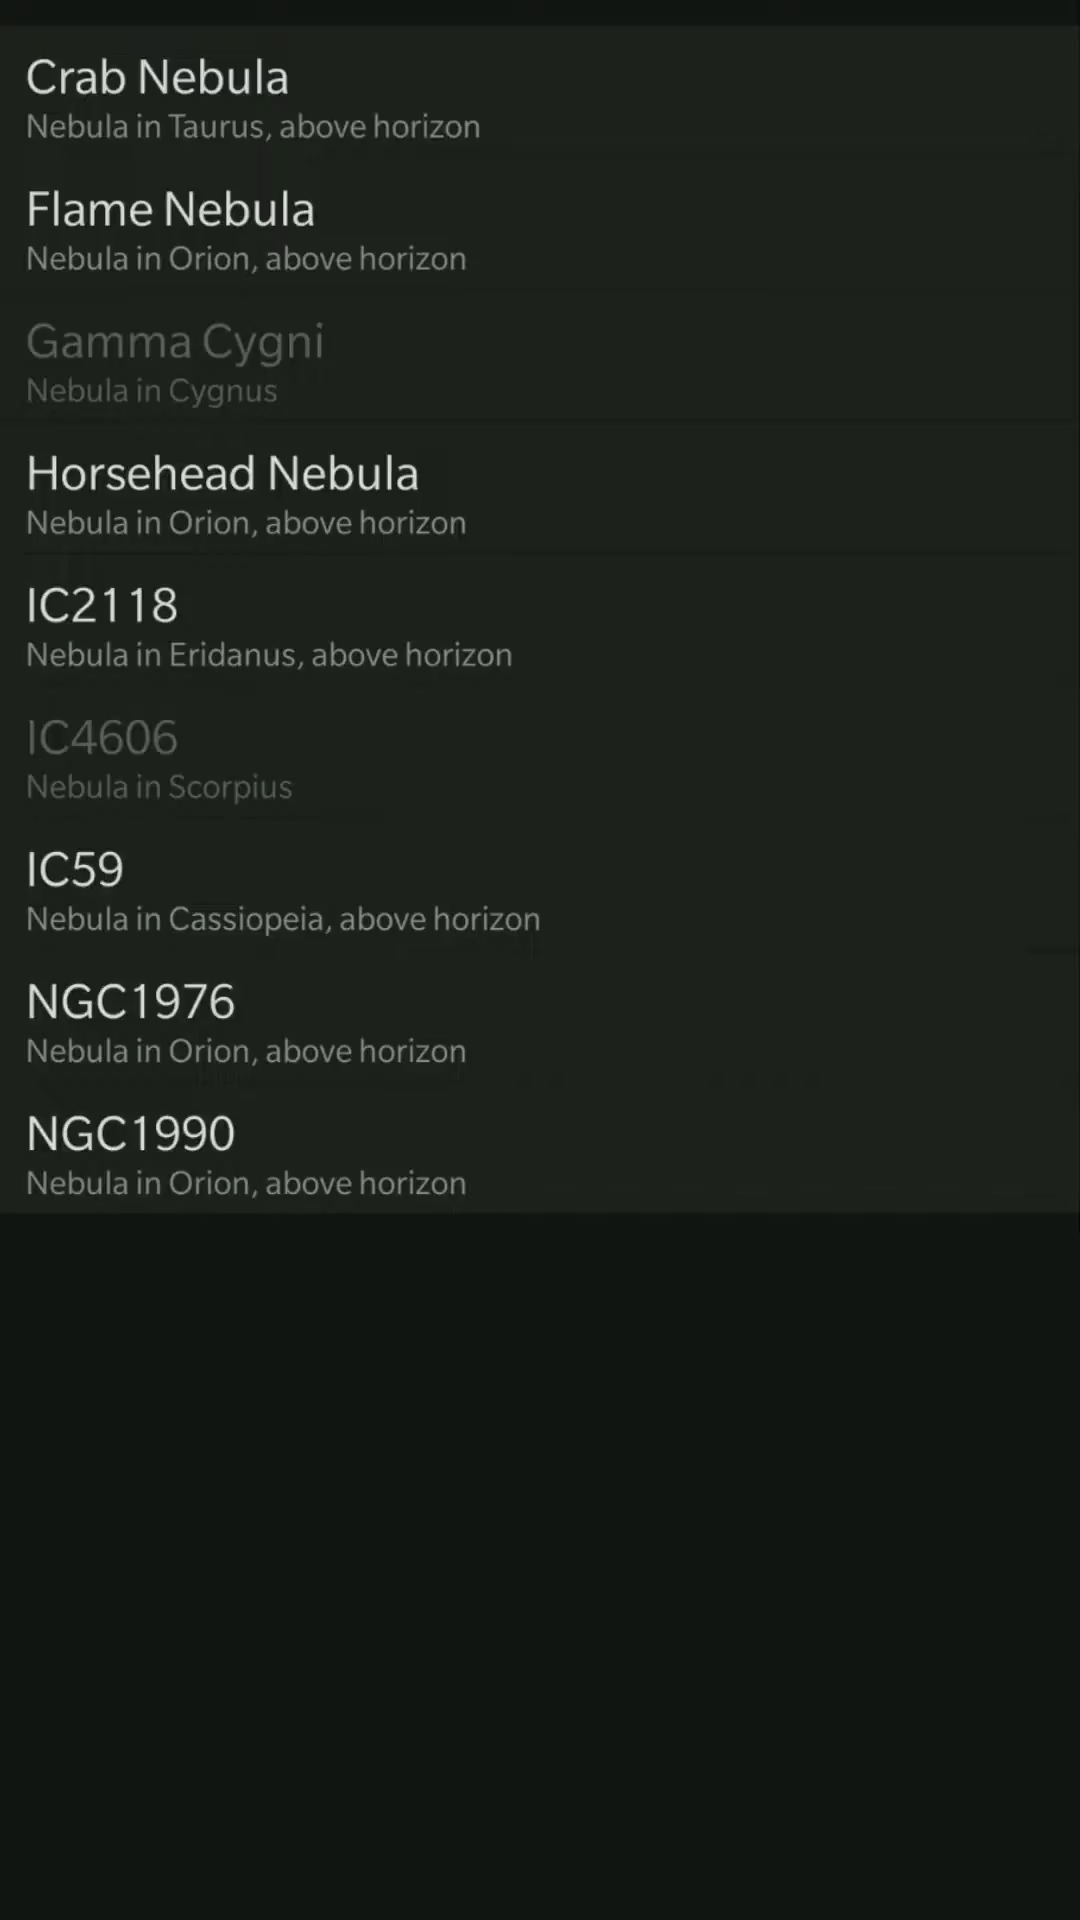 Crab Nebula
Nebula in Taurus, above horizon
Flame Nebula
Nebula in Orion, above horizon
Gamma Cygni
Nebula in Cygnus
Horsehead Nebula
Nebula in Orion, above horizon
IC2118
Nebula in Eridanus, above horizon
IC4606
Nebula in Scorpius
IC59
Nebula in Cassiopeia, above horizon
NGC1976
Nebula in Orion, above horizon
NGC1990
Nebula in Orion, above horizon